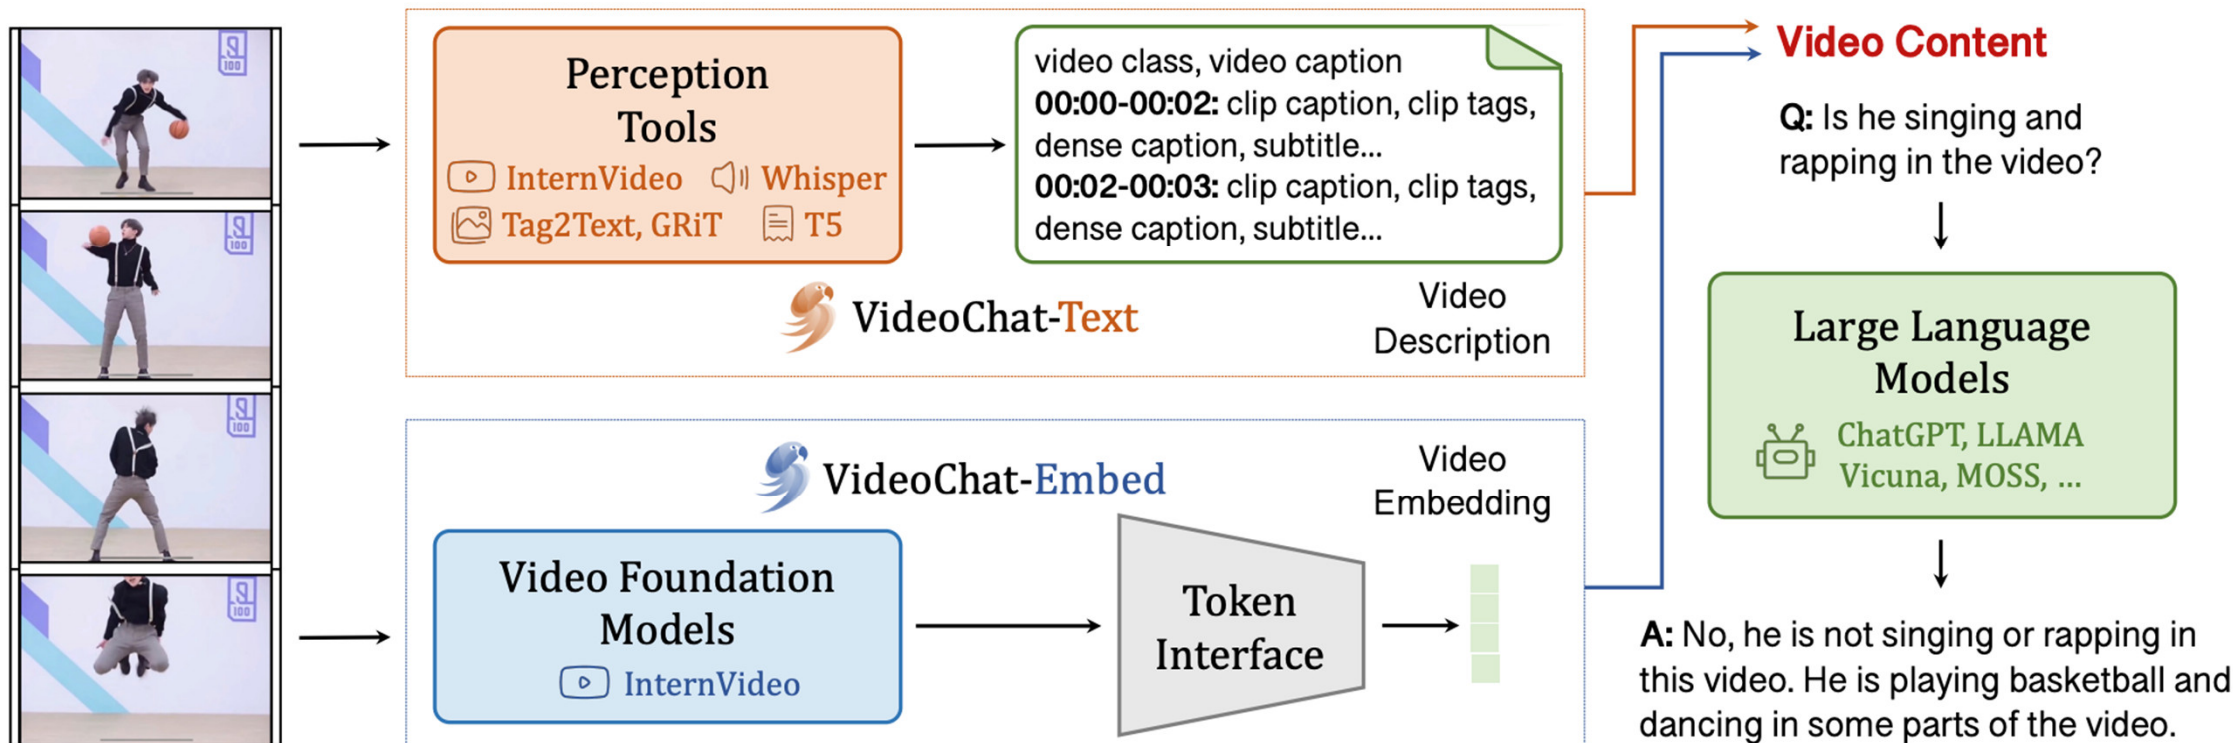 Perception
Tools
InternVideo Whisper
Tag2Text, GRiT T5
video class, video caption
00:00-00:02: clip caption, clip tags,
dense caption, subtitle...
00:02-00:03: clip caption, clip tags,
dense caption, subtitle...
VideoChat-Text
Video
Description
VideoChat-Embed
Video
Embedding
Video Foundation
Models
InternVideo
Token
Interface
Video Content
Q: Is he singing and
rapping in the video?
Large Language
Models
ChatGPT, LLAMA
Vicuna, MOSS, ...
A: No, he is not singing or rapping in
this video. He is playing basketball and
dancing in some parts of the video.
100
100
100
100